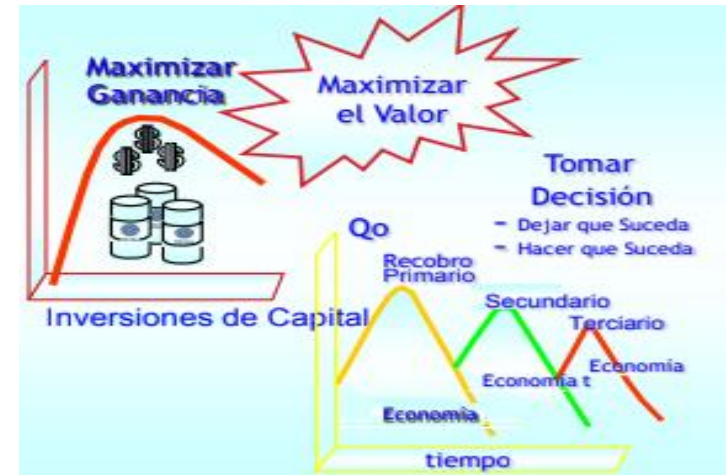 Maximizar
Ganancia
Maximizar
el Valor
Tomar
Decisión
- Dejar que Suceda
- Hacer que Suceda
Inversiones de Capital
Qo
Recobro
Primario
Secundario
Terciario
Economía
Economía t
Economía
tiempo